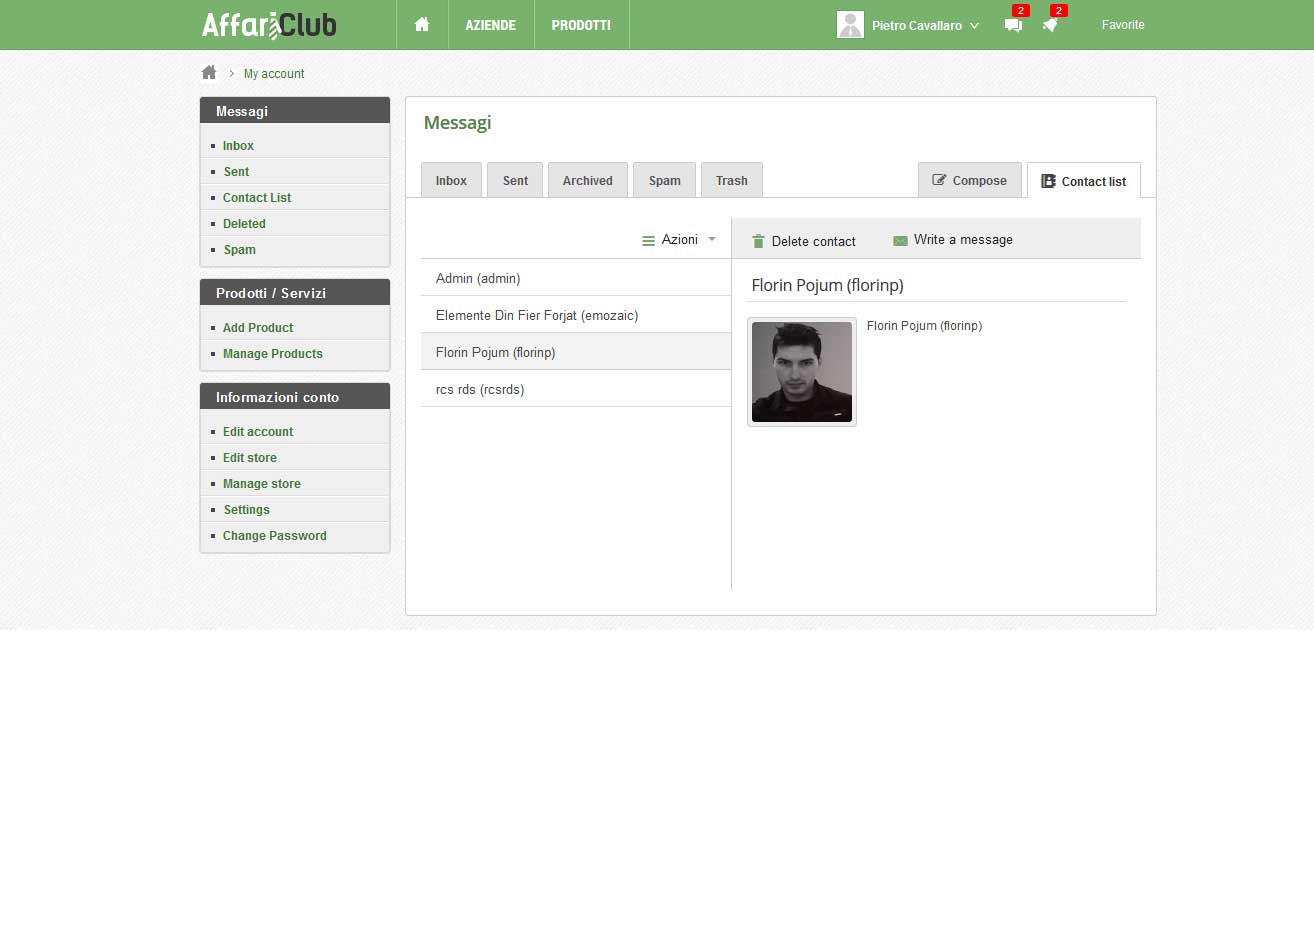 AffariClub
AZIENDE
PRODOTTI
Pietro Cavallaro
2
2
Favorite
My account
Messagi
Inbox
Sent
Contact List
Deleted
Spam
Prodotti / Servizi
Add Product
Manage Products
Informazioni conto
Edit account
Edit store
Manage store
Settings
Change Password
Messagi
Inbox
Sent
Archived
Spam
Trash
Compose
Contact list
Azioni
Delete contact
Write a message
Admin (admin)
Elemente Din Fier Forjat (emozaic)
Florin Pojum (florinp)
rcs rds (rcsrds)
Florin Pojum (florinp)
Florin Pojum (florinp)